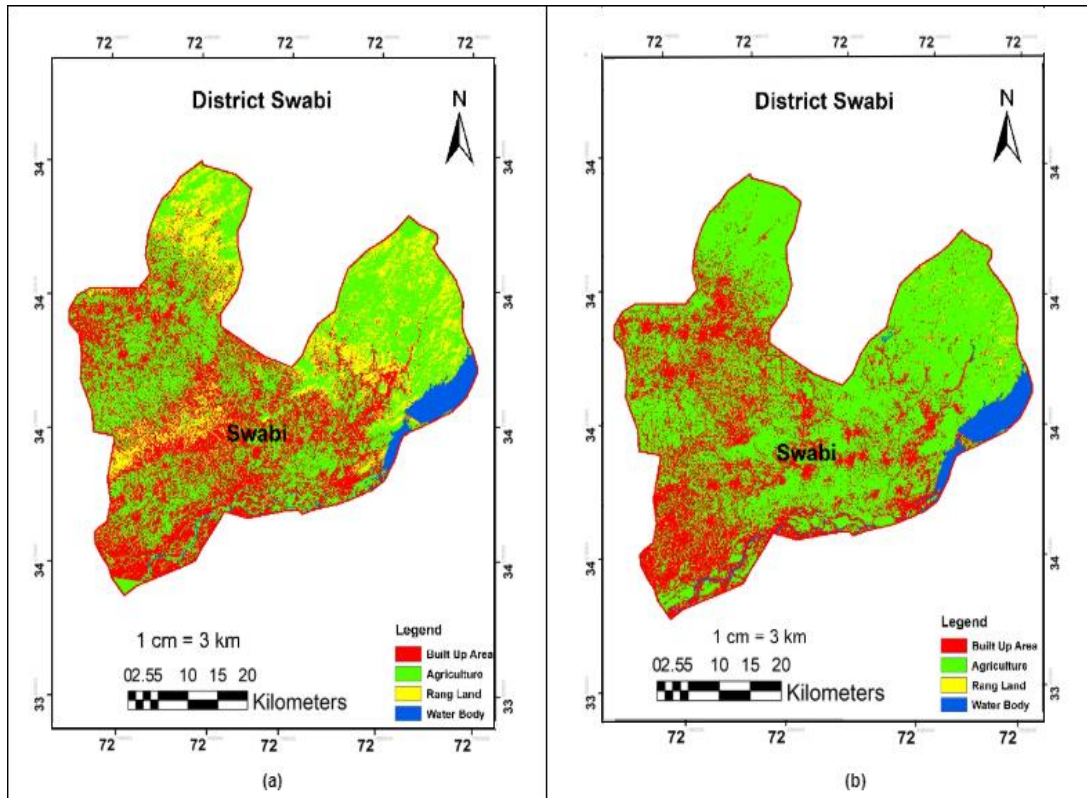 72 72 72 72 72
District Swabi
N
34 34
34 34
34 34
34 34
33 33
Swabi
1 cm = 3 km
02.55 10 15 20
Kilometers
Legend
Built Up Area
Agriculture
Rang Land
Water Body
72 72 72 72 72
(a)
72 72 72 72
District Swabi
N
34 34
34 34
34 34
34 34
33 33
Swabi
1 cm = 3 km
02.55 10 15 20
Kilometers
Legend
Built Up Area
Agriculture
Rang Land
Water Body
72 72 72 72
(b)